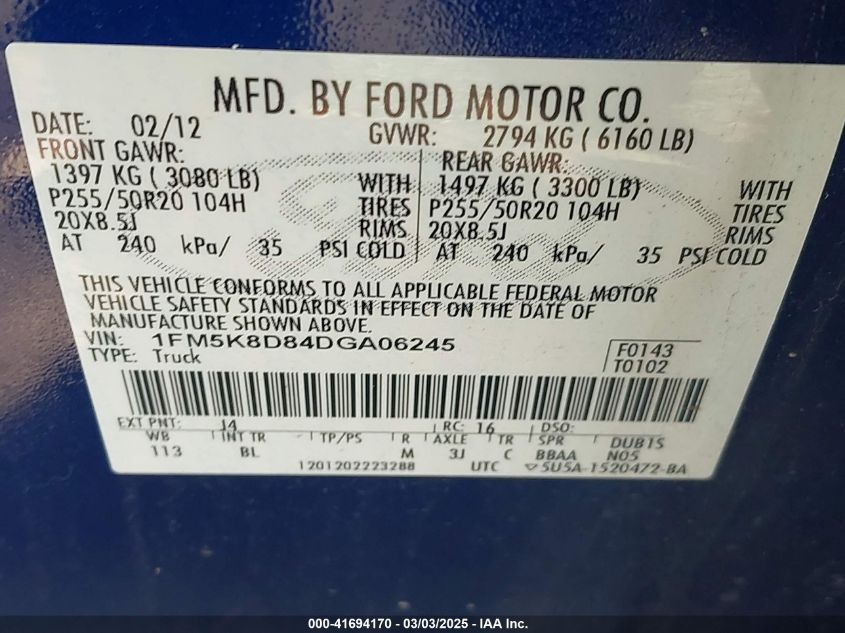 MFD. BY FORD MOTOR CO.
DATE: 02/12 GVWR: 2794 KG ( 6160 LB)
FRONT GAWR: REAR GAWR:
1397 KG ( 3080 LB) WITH 1497 KG ( 3300 LB) WITH
P255/50R20 104H TIRES P255/50R20 104H TIRES
20X8.5J RIMS 20X8.5J RIMS
AT 240 kPa/ 35 PSI COLD AT 240 kPa/ 35 PSI COLD
THIS VEHICLE CONFORMS TO ALL APPLICABLE FEDERAL MOTOR
VEHICLE SAFETY STANDARDS IN EFFECT ON THE DATE OF
MANUFACTURE SHOWN ABOVE.
VIN: 1FM5K8D84DGA06245
TYPE: Truck
F0143
T0102
EXT PNT: J4 RC: 16 DSO:
WB INT TR TP/PS R AXLE TR SPR DUB1S
113 BL M 3J C BBAA N05
1201202223288 UTC ▽5U5A-1520472-BA
000-41694170 - 03/03/2025 - IAA Inc.